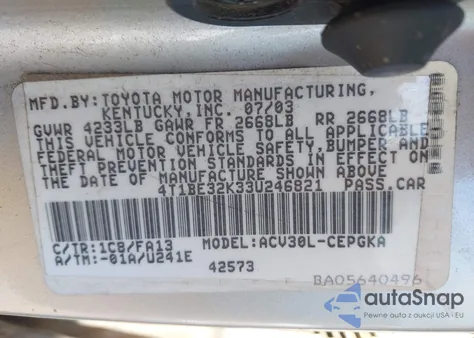 MFD.BY: TOYOTA MOTOR MANUFACTURING,
KENTUCKY, INC. 07/03
GVWR 4233LB GAWR FR 2668LB RR 2668LB
THIS VEHICLE CONFORMS TO ALL APPLICABLE
FEDERAL MOTOR VEHICLE SAFETY, BUMPER AND
THEFT PREVENTION STANDARDS IN EFFECT ON
THE DATE OF MANUFACTURE SHOWN ABOVE.
4T1BE32K33U246821 PASS.CAR
C/TR:1C8/FA13 MODEL:ACV30L-CEPGKA
A/TM:-01A/U241E
42573
BA05640496
autoSnap
Pewne auta z aukcji USA i Kanady